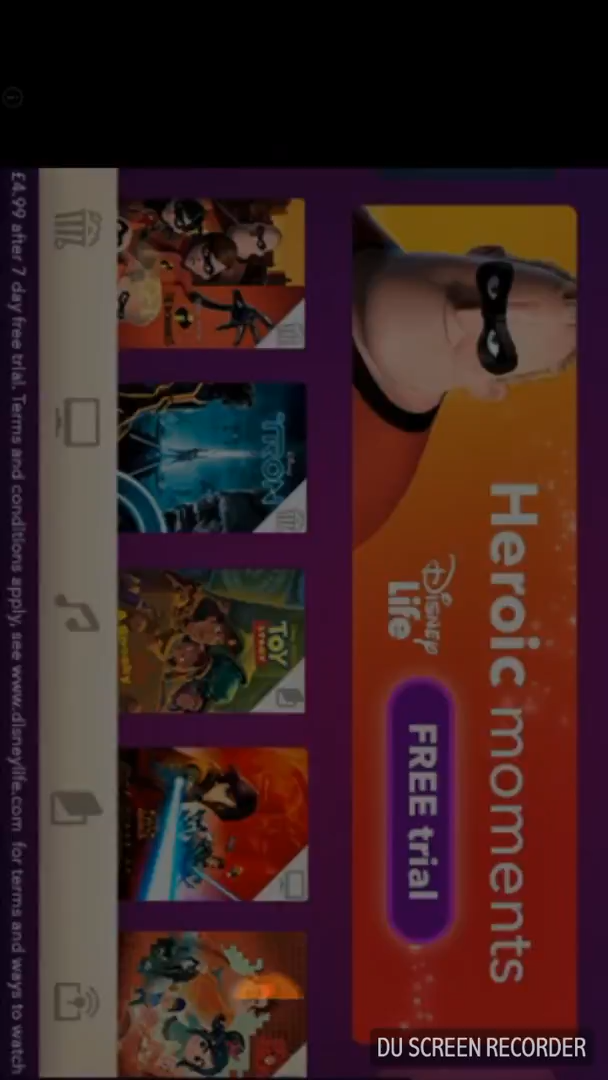 Heroic moments
Disney
Life
FREE trial
Disney
TRON
TOY
STORY
£4.99 after 7 day free trial. Terms and conditions apply, see www.disneylife.com for terms and ways to watch
DU SCREEN RECORDER